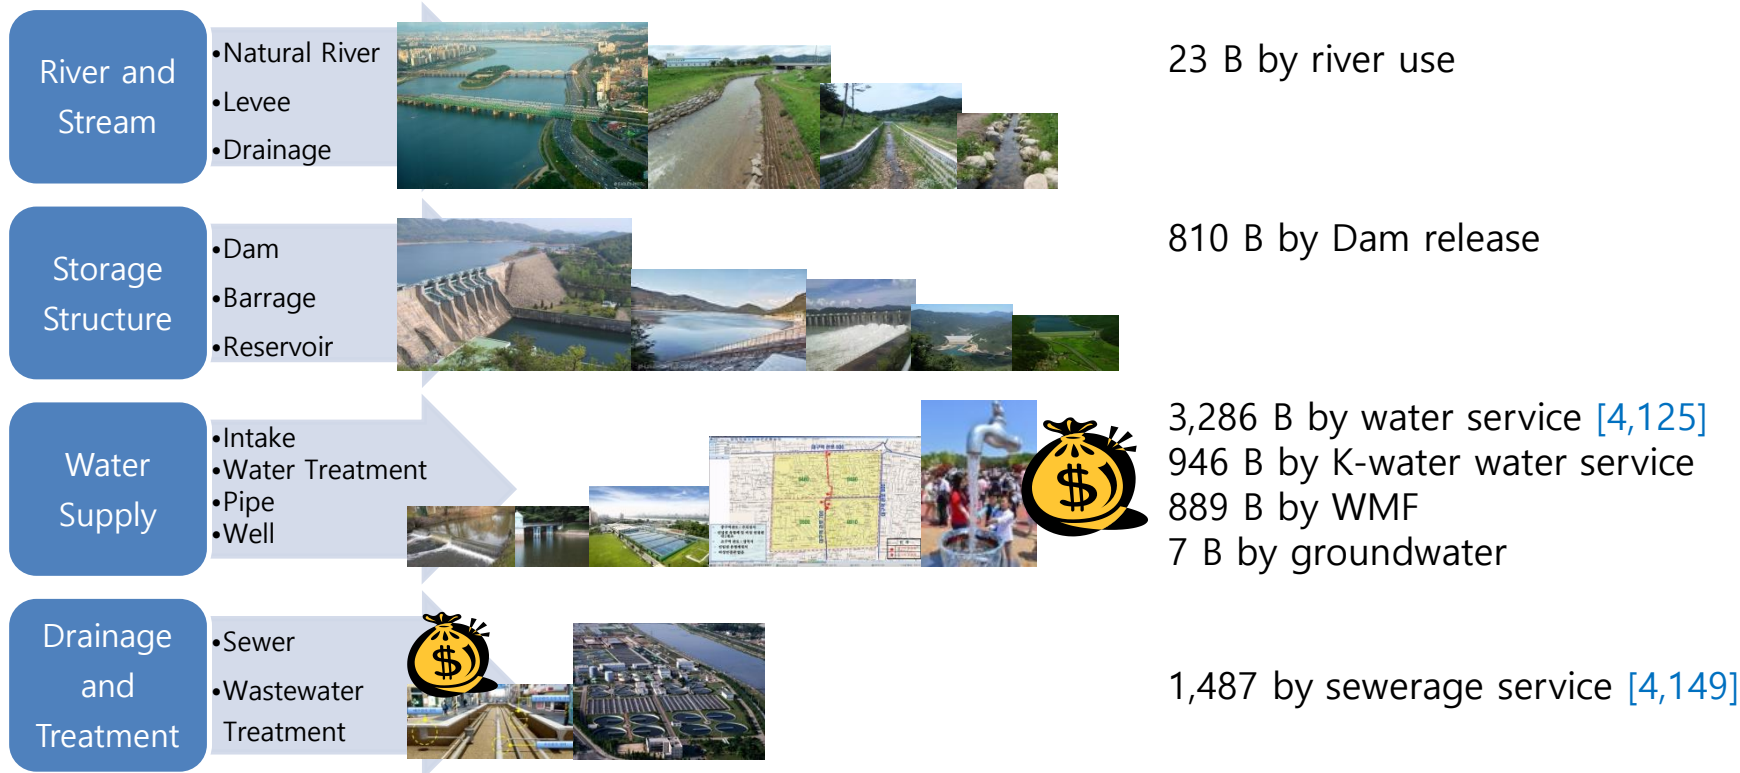 River and
Stream
•Natural River
•Levee
•Drainage
23 B by river use
Storage
Structure
•Dam
•Barrage
•Reservoir
810 B by Dam release
Water
Supply
•Intake
•Water Treatment
•Pipe
•Well
$
3,286 B by water service [4,125]
946 B by K-water water service
889 B by WMF
7 B by groundwater
Drainage
and
Treatment
•Sewer
•Wastewater
Treatment
$
1,487 by sewerage service [4,149]